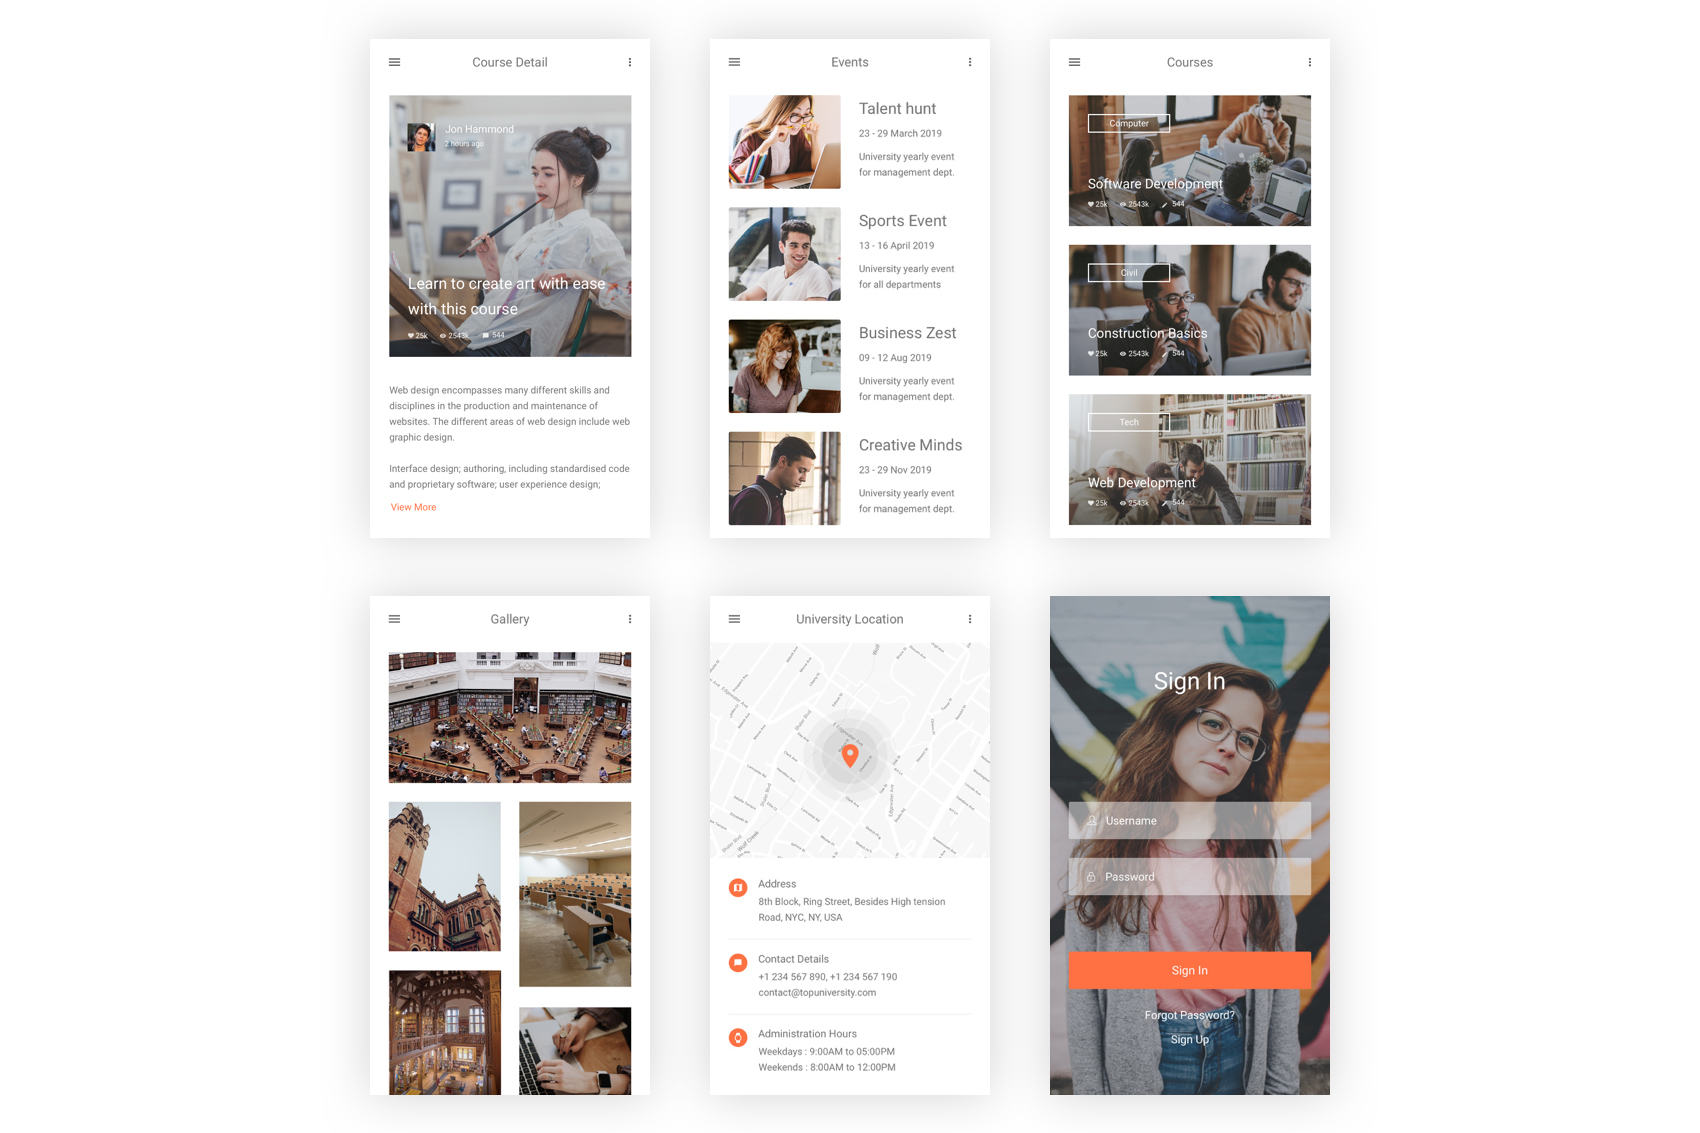 Course Detail
Jon Hammond
2 hours ago
Learn to create art with ease
with this course
25k 2543k 544
Web design encompasses many different skills and
disciplines in the production and maintenance of
websites. The different areas of web design include web
graphic design.
Interface design; authoring, including standardised code
and proprietary software; user experience design;
View More
Events
Talent hunt
23 - 29 March 2019
University yearly event
for management dept.
Sports Event
13 - 16 April 2019
University yearly event
for all departments
Business Zest
09 - 12 Aug 2019
University yearly event
for management dept.
Creative Minds
23 - 29 Nov 2019
University yearly event
for management dept.
Courses
Computer
Software Development
25k 2543k 544
Civil
Construction Basics
25k 2543k 544
Tech
Web Development
25k 2543k 544
Gallery
University Location
Address
8th Block, Ring Street, Besides High tension
Road, NYC, NY, USA
Contact Details
+1 234 567 890, +1 234 567 190
contact@topuniversity.com
Administration Hours
Weekdays : 9:00AM to 05:00PM
Weekends : 8:00AM to 12:00PM
Sign In
Username
Password
Sign In
Forgot Password?
Sign Up